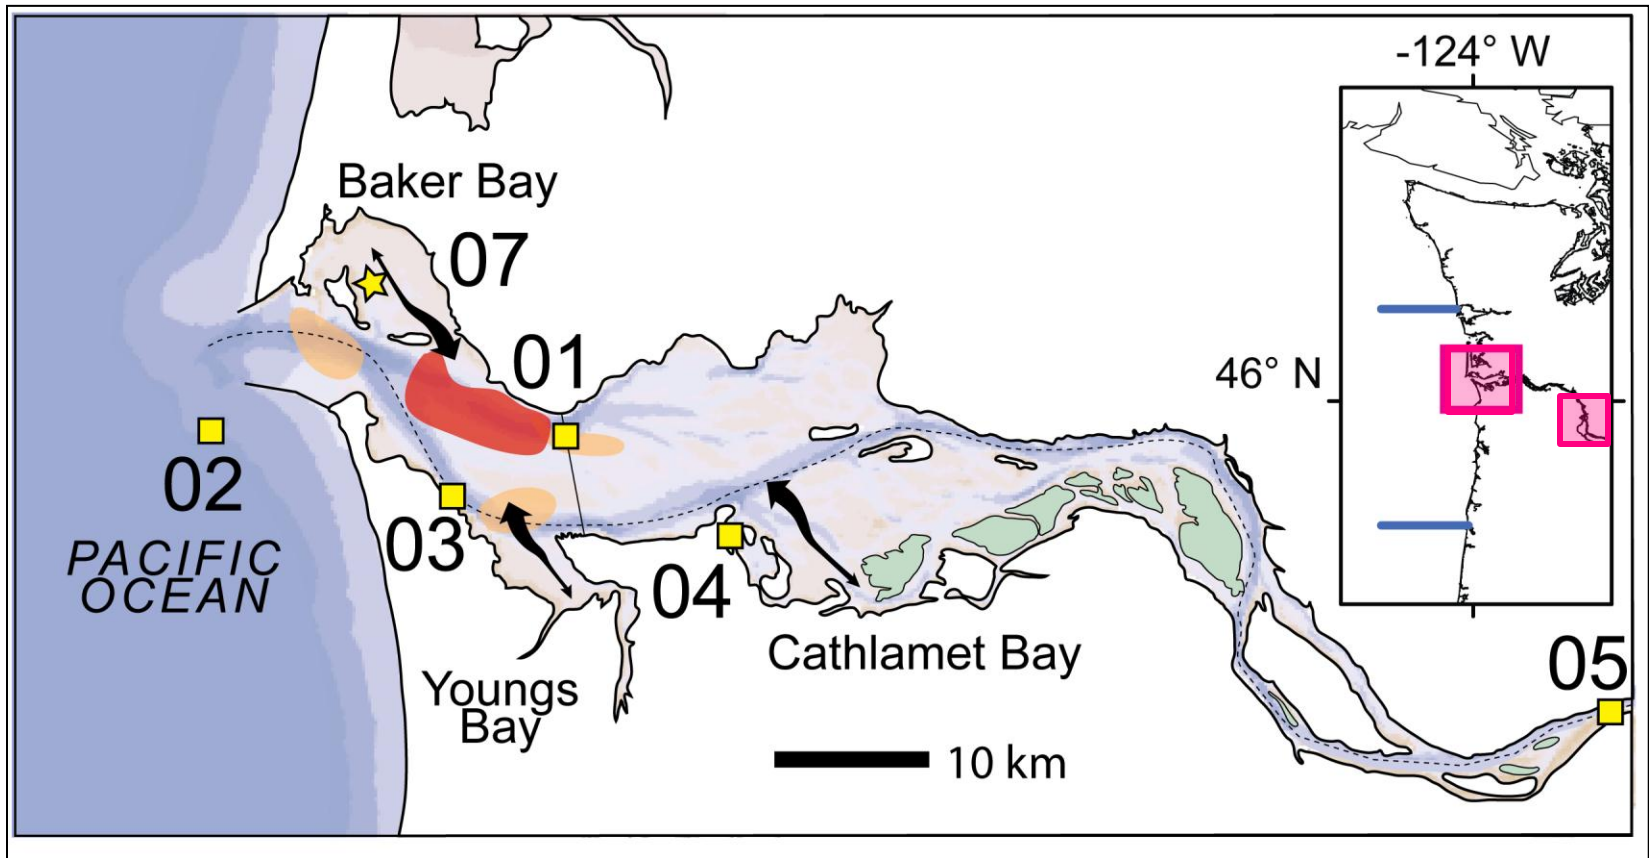 -124° W
Baker Bay
07
01
46° N
02
03
PACIFIC
OCEAN
04
Cathlamet Bay
05
Youngs
Bay
10 km